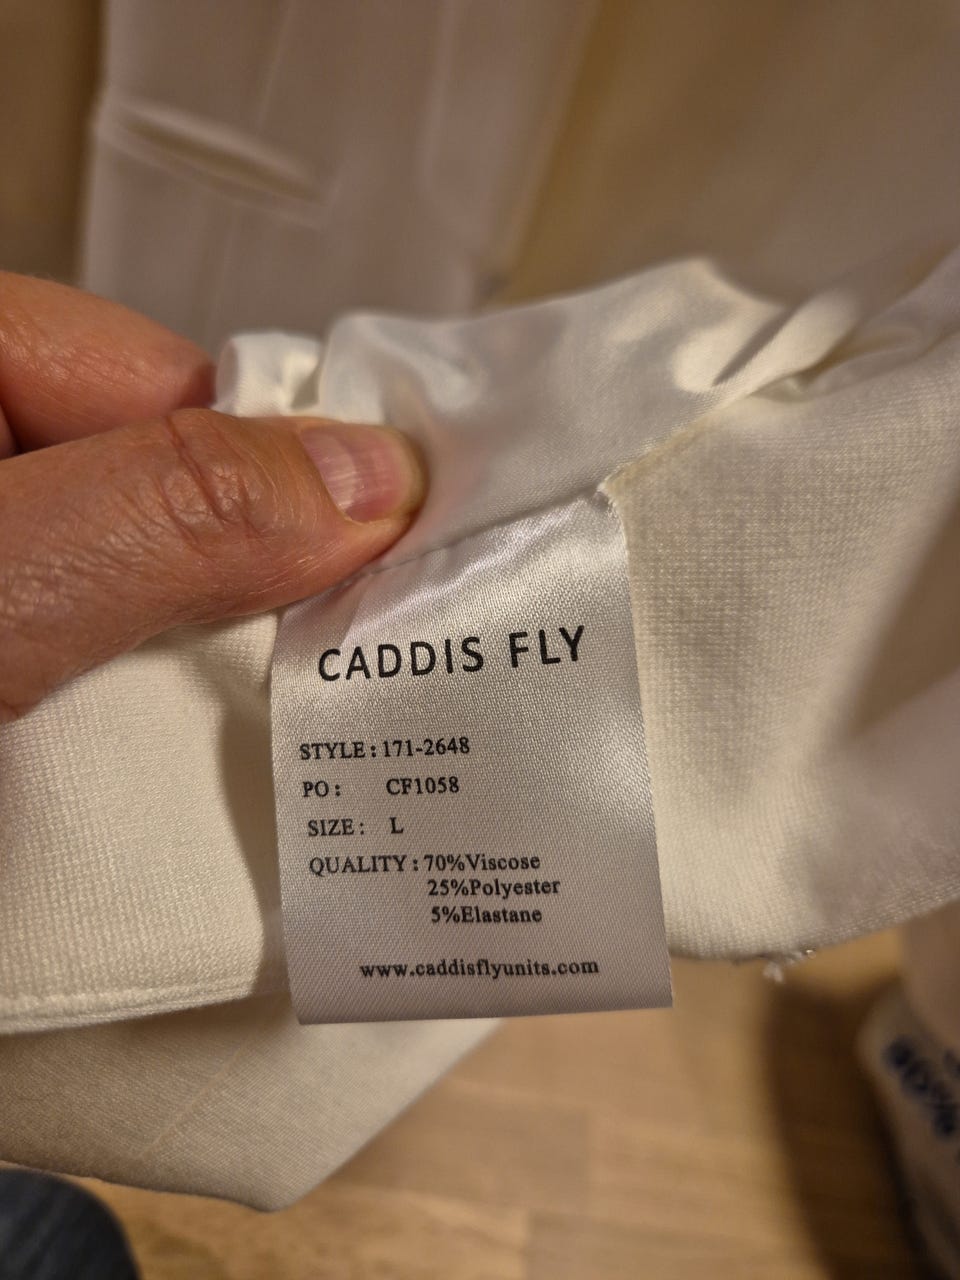 CADDIS FLY
STYLE: 171-2648
PO: CF1058
SIZE: L
QUALITY: 70%Viscose
25%Polyester
5%Elastane
www.caddisflyunits.com